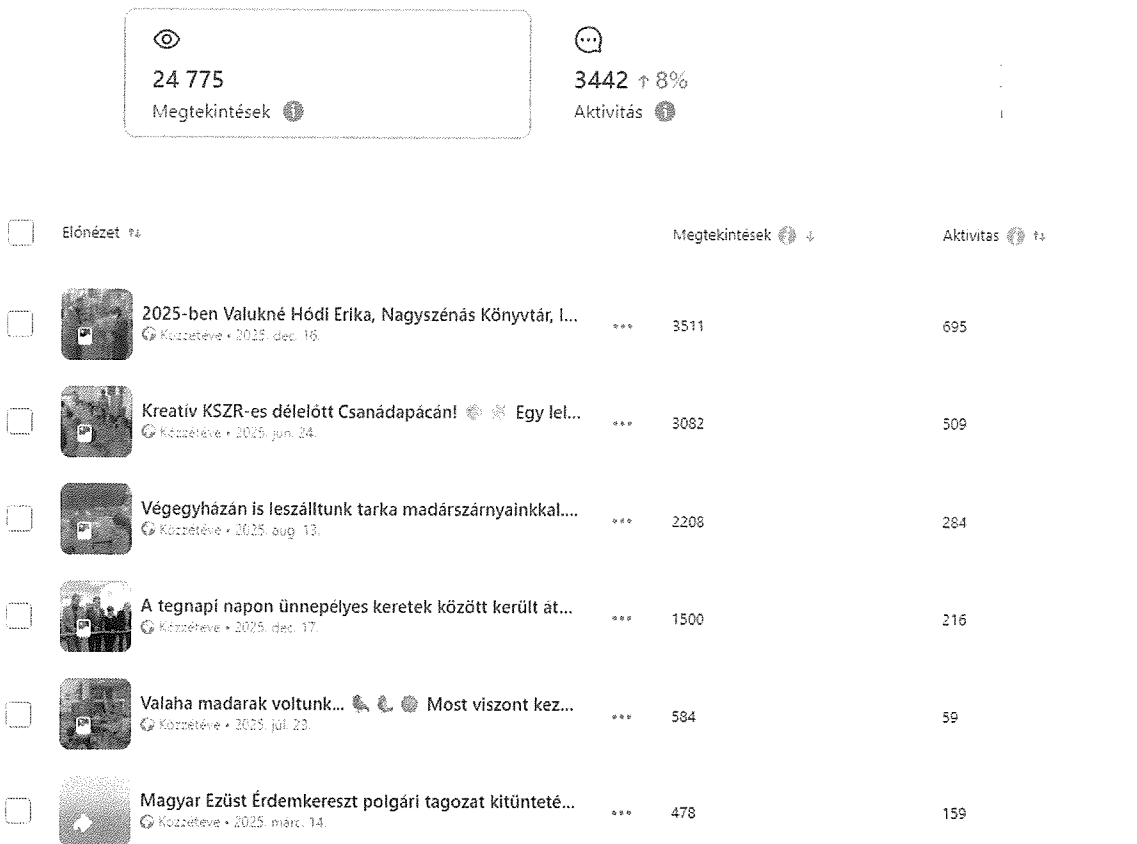 24 775
Megtekintések
3442 ↑ 8%
Aktivitás
Előnézet
Megtekintések
Aktivitas
2025-ben Valukné Hódi Erika, Nagyszénás Könyvtár, I...
Közzétéve • 2025. dec. 16.
3511
695
Kreatív KSZR-es délelőtt Csanádapácán! Egy lel...
Közzétéve • 2025. jún. 24.
3082
509
Végegyházán is leszálltunk tarka madárszárnyainkkal....
Közzétéve • 2025. aug. 13.
2208
284
A tegnapi napon ünnepélyes keretek között került át...
Közzétéve • 2025. dec. 17.
1500
216
Valaha madarak voltunk... Most viszont kez...
Közzétéve • 2025. júl. 23.
584
59
Magyar Ezüst Érdemkereszt polgári tagozat kitünteté...
Közzétéve • 2025. márc. 14.
478
159